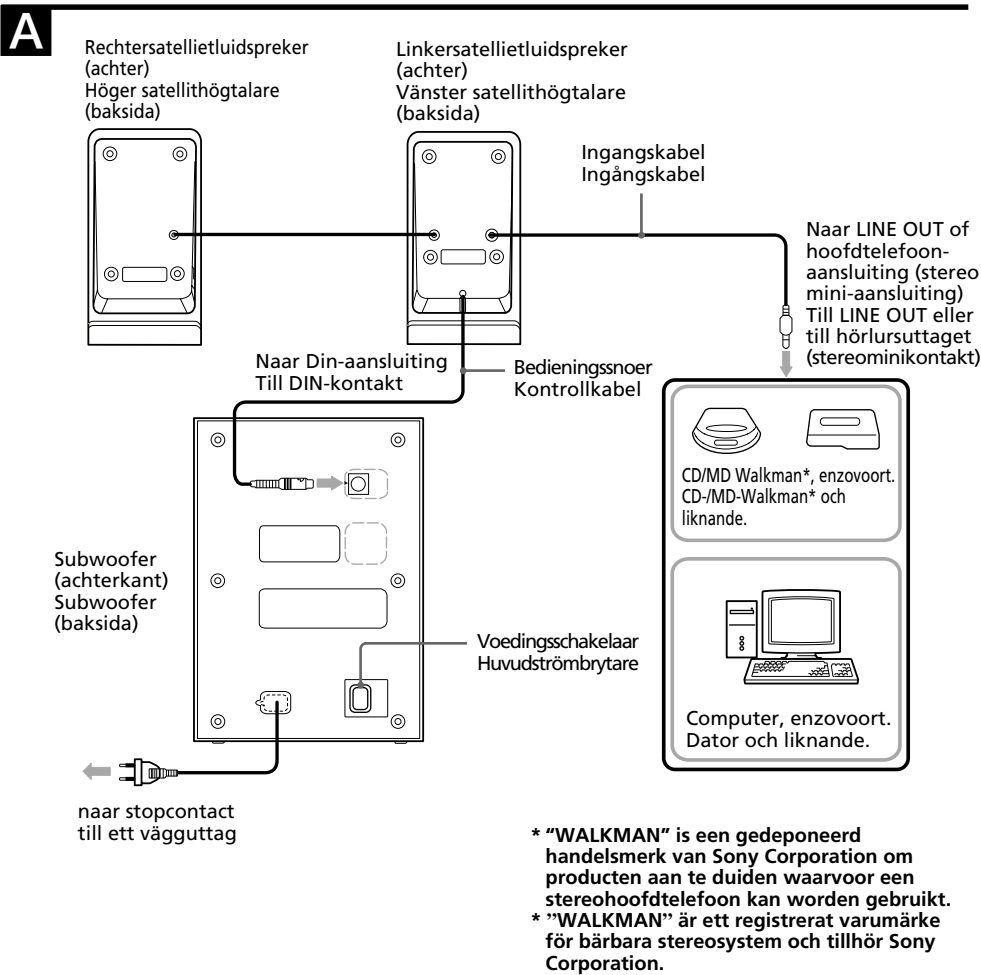 A
Rechtersatellietluidspreker
(achter)
Höger satellithögtalare
(baksida)
Linkersatellietluidspreker
(achter)
Vänster satellithögtalare
(baksida)
Ingangskabel
Ingångskabel
Naar LINE OUT of
hoofdtelefoon-
aansluiting (stereo
mini-aansluiting)
Till LINE OUT eller
till hörlursuttaget
(stereominikontakt)
Naar Din-aansluiting
Till DIN-kontakt
Bedieningssnoer
Kontrollkabel
CD/MD Walkman*, enzovoort.
CD-/MD-Walkman* och
liknande.
Subwoofer
(achterkant)
Subwoofer
(baksida)
Voedingsschakelaar
Huvudströmbrytare
Computer, enzovoort.
Dator och liknande.
naar stopcontact
till ett vägguttag
* "WALKMAN" is een gedeponeerd
handelsmerk van Sony Corporation om
producten aan te duiden waarvoor een
stereohoofdtelefoon kan worden gebruikt.
* ”WALKMAN” är ett registrerat varumärke
för bärbara stereosystem och tillhör Sony
Corporation.